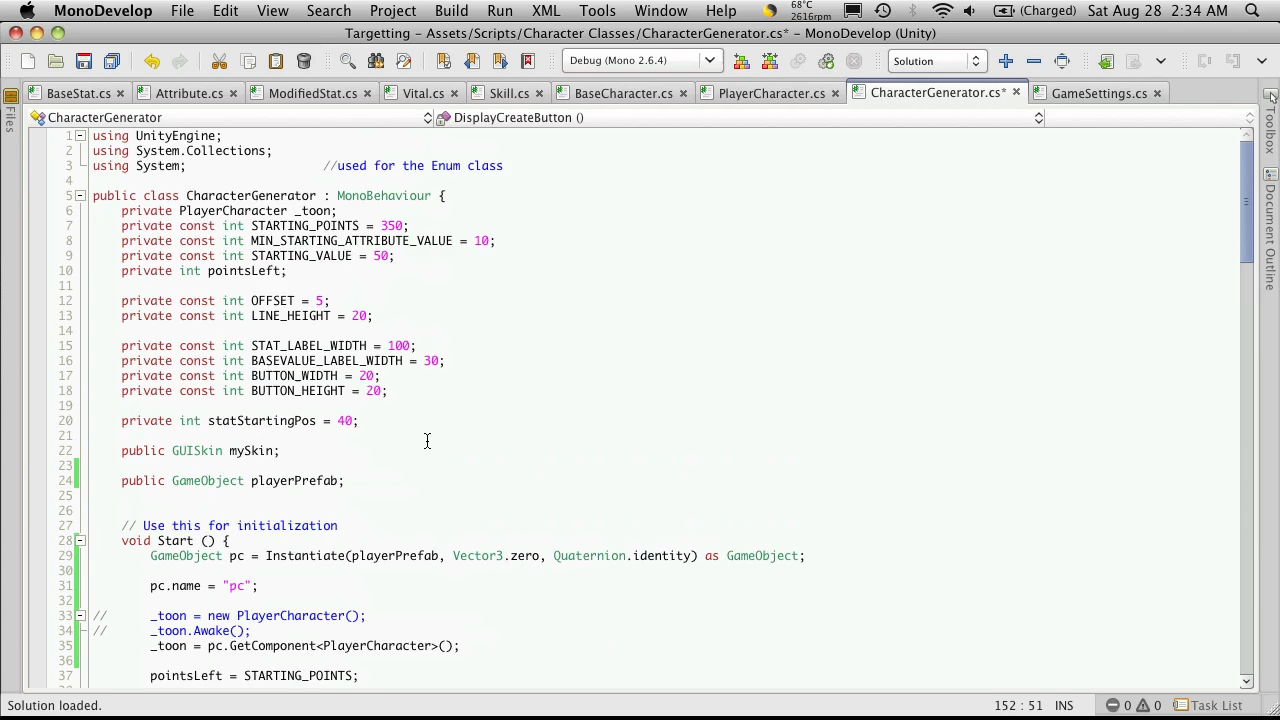 MonoDevelop File Edit View Search Project Build Run XML Tools Window Help 68°C 2616rpm (Charged) Sat Aug 28 2:34 AM
Targetting - Assets/Scripts/Character Classes/CharacterGenerator.cs* - MonoDevelop (Unity)
Debug (Mono 2.6.4) Solution
Files BaseStat.cs Attribute.cs ModifiedStat.cs Vital.cs Skill.cs BaseCharacter.cs PlayerCharacter.cs CharacterGenerator.cs* GameSettings.cs Toolbox
CharacterGenerator DisplayCreateButton ()
1 using UnityEngine;
2 using System.Collections;
3 using System; //used for the Enum class
4
5 public class CharacterGenerator : MonoBehaviour {
6 private PlayerCharacter _toon;
7 private const int STARTING_POINTS = 350;
8 private const int MIN_STARTING_ATTRIBUTE_VALUE = 10;
9 private const int STARTING_VALUE = 50;
10 private int pointsLeft;
11
12 private const int OFFSET = 5;
13 private const int LINE_HEIGHT = 20;
14
15 private const int STAT_LABEL_WIDTH = 100;
16 private const int BASEVALUE_LABEL_WIDTH = 30;
17 private const int BUTTON_WIDTH = 20;
18 private const int BUTTON_HEIGHT = 20;
19
20 private int statStartingPos = 40;
21
22 public GUISkin mySkin;
23
24 public GameObject playerPrefab;
25
26
27 // Use this for initialization
28 void Start () {
29 GameObject pc = Instantiate(playerPrefab, Vector3.zero, Quaternion.identity) as GameObject;
30
31 pc.name = "pc";
32
33 // _toon = new PlayerCharacter();
34 // _toon.Awake();
35 _toon = pc.GetComponent<PlayerCharacter>();
36
37 pointsLeft = STARTING_POINTS;
Document Outline
Solution loaded. 152 : 51 INS 0 0 Task List